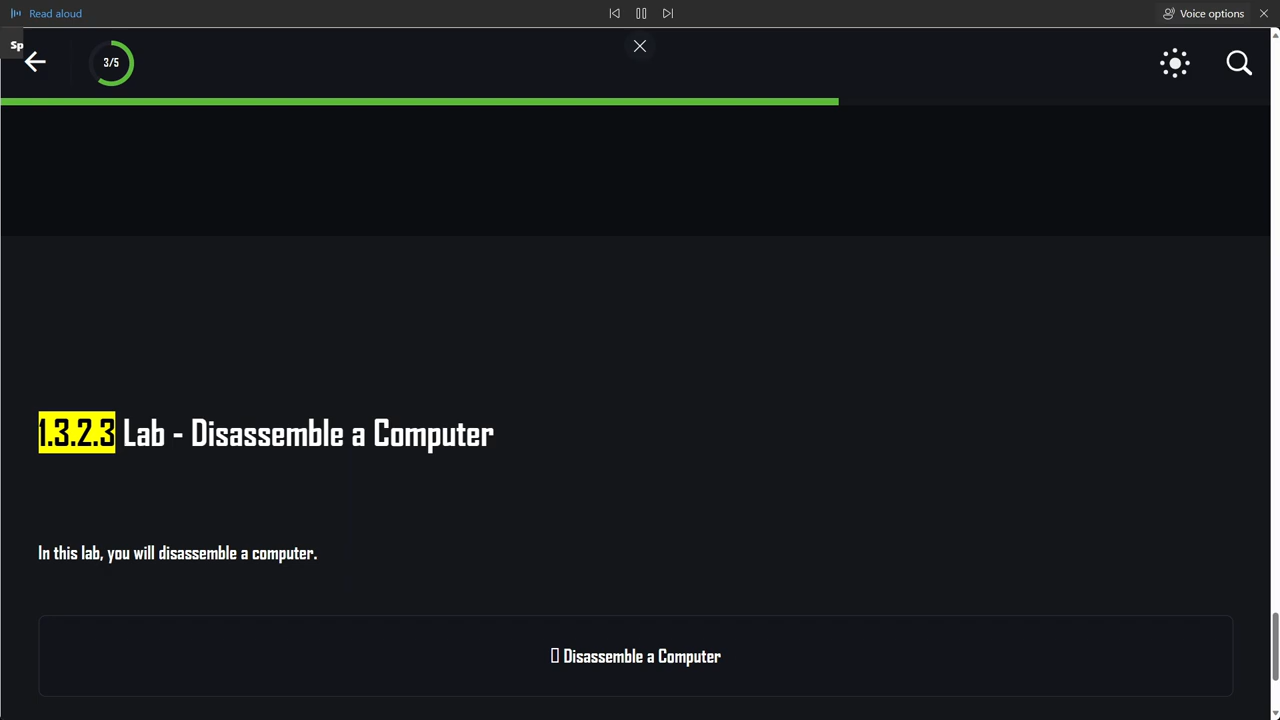 Read aloud
Voice options
Sp
3/5
1.3.2.3 Lab - Disassemble a Computer
In this lab, you will disassemble a computer.
Disassemble a Computer